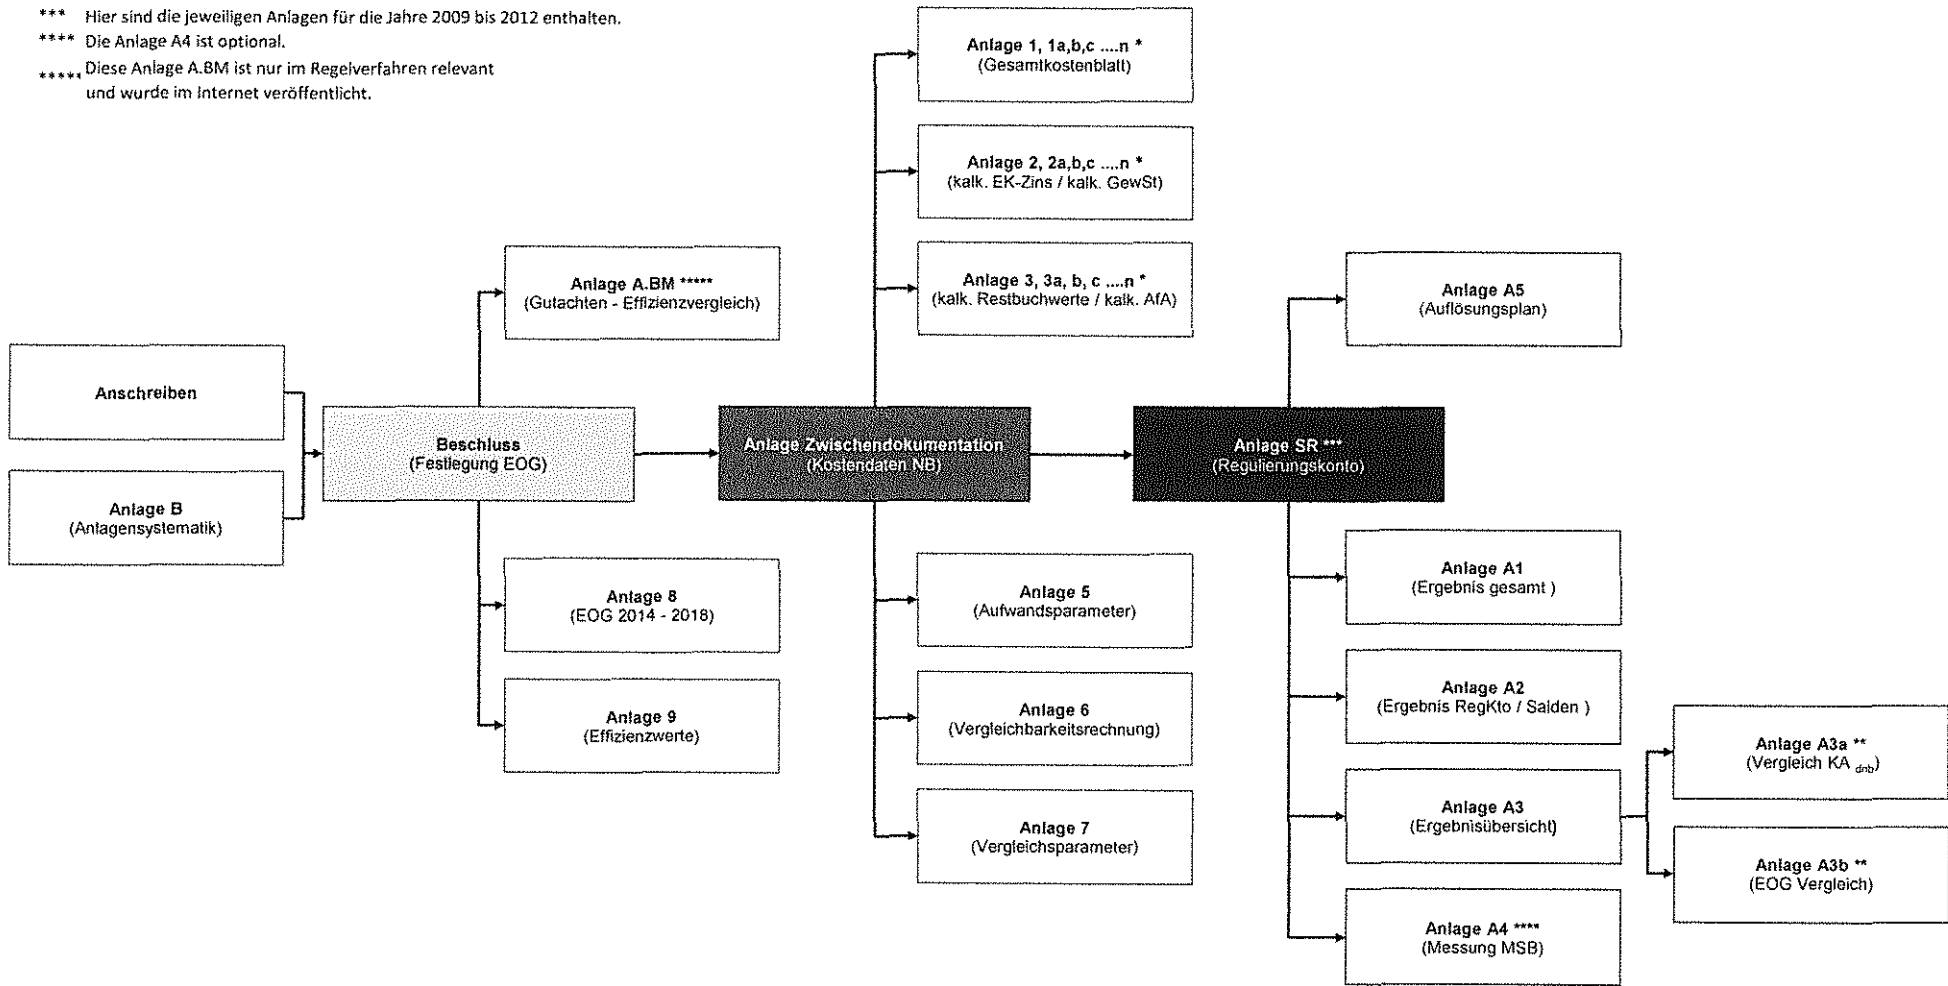 *** Hier sind die jeweiligen Anlagen für die Jahre 2009 bis 2012 enthalten.
**** Die Anlage A4 ist optional.
***** Diese Anlage A.BM ist nur im Regelverfahren relevant
und wurde im Internet veröffentlicht.
Anschreiben
Anlage B
(Anlagensystematik)
Beschluss
(Festlegung EOG)
Anlage A.BM *****
(Gutachten - Effizienzvergleich)
Anlage 8
(EOG 2014 - 2018)
Anlage 9
(Effizienzwerte)
Anlage Zwischendokumentation
(Kostendaten NB)
Anlage 1, 1a,b,c ....n *
(Gesamtkostenblatt)
Anlage 2, 2a,b,c ....n *
(kalk. EK-Zins / kalk. GewSt)
Anlage 3, 3a, b, c ....n *
(kalk. Restbuchwerte / kalk. AfA)
Anlage 5
(Aufwandsparameter)
Anlage 6
(Vergleichbarkeitsrechnung)
Anlage 7
(Vergleichsparameter)
Anlage SR ***
(Regulierungskonto)
Anlage A5
(Auflösungsplan)
Anlage A1
(Ergebnis gesamt )
Anlage A2
(Ergebnis RegKto / Salden )
Anlage A3
(Ergebnisübersicht)
Anlage A4 ****
(Messung MSB)
Anlage A3a **
(Vergleich KA dnb)
Anlage A3b **
(EOG Vergleich)